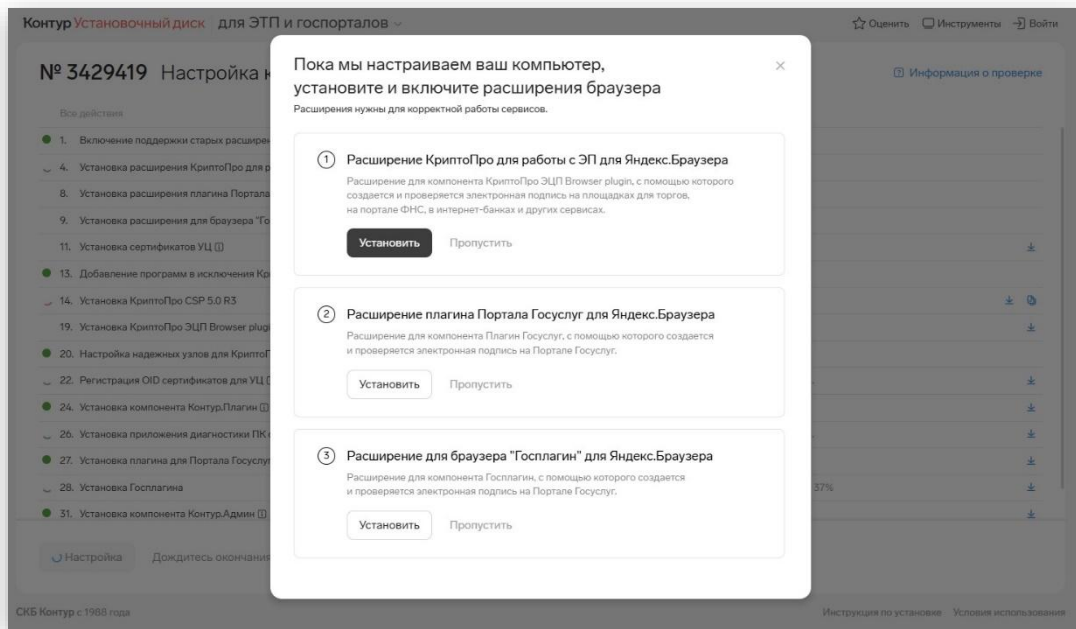 Контур Установочный диск для ЭТП и госпорталов
Оценить Инструменты Войти
№ 3429419 Настройка к
Информация о проверке
Все действия
1. Включение поддержки старых расширен
4. Установка расширения КриптоПро для р
8. Установка расширения плагина Портала
9. Установка расширения для браузера "Го
11. Установка сертификатов УЦ
13. Добавление программ в исключения Кр
14. Установка КриптоПро CSP 5.0 R3
19. Установка КриптоПро ЭЦП Browser plug
20. Настройка надежных узлов для КриптоП
22. Регистрация OID сертификатов для УЦ
24. Установка компонента Контур.Плагин
26. Установка приложения диагностики ПК
27. Установка плагина для Портала Госуслу
28. Установка Госплагина 37%
31. Установка компонента Контур.Админ
Настройка Дождитесь окончания
СКБ Контур с 1988 года
Инструкция по установке Условия использования
Пока мы настраиваем ваш компьютер,
установите и включите расширения браузера
Расширения нужны для корректной работы сервисов.
1 Расширение КриптоПро для работы с ЭП для Яндекс.Браузера
Расширение для компонента КриптоПро ЭЦП Browser plugin, с помощью которого
создается и проверяется электронная подпись на площадках для торгов,
на портале ФНС, в интернет-банках и других сервисах.
Установить Пропустить
2 Расширение плагина Портала Госуслуг для Яндекс.Браузера
Расширение для компонента Плагин Госуслуг, с помощью которого создается
и проверяется электронная подпись на Портале Госуслуг.
Установить Пропустить
3 Расширение для браузера "Госплагин" для Яндекс.Браузера
Расширение для компонента Госплагин, с помощью которого создается
и проверяется электронная подпись на Портале Госуслуг.
Установить Пропустить